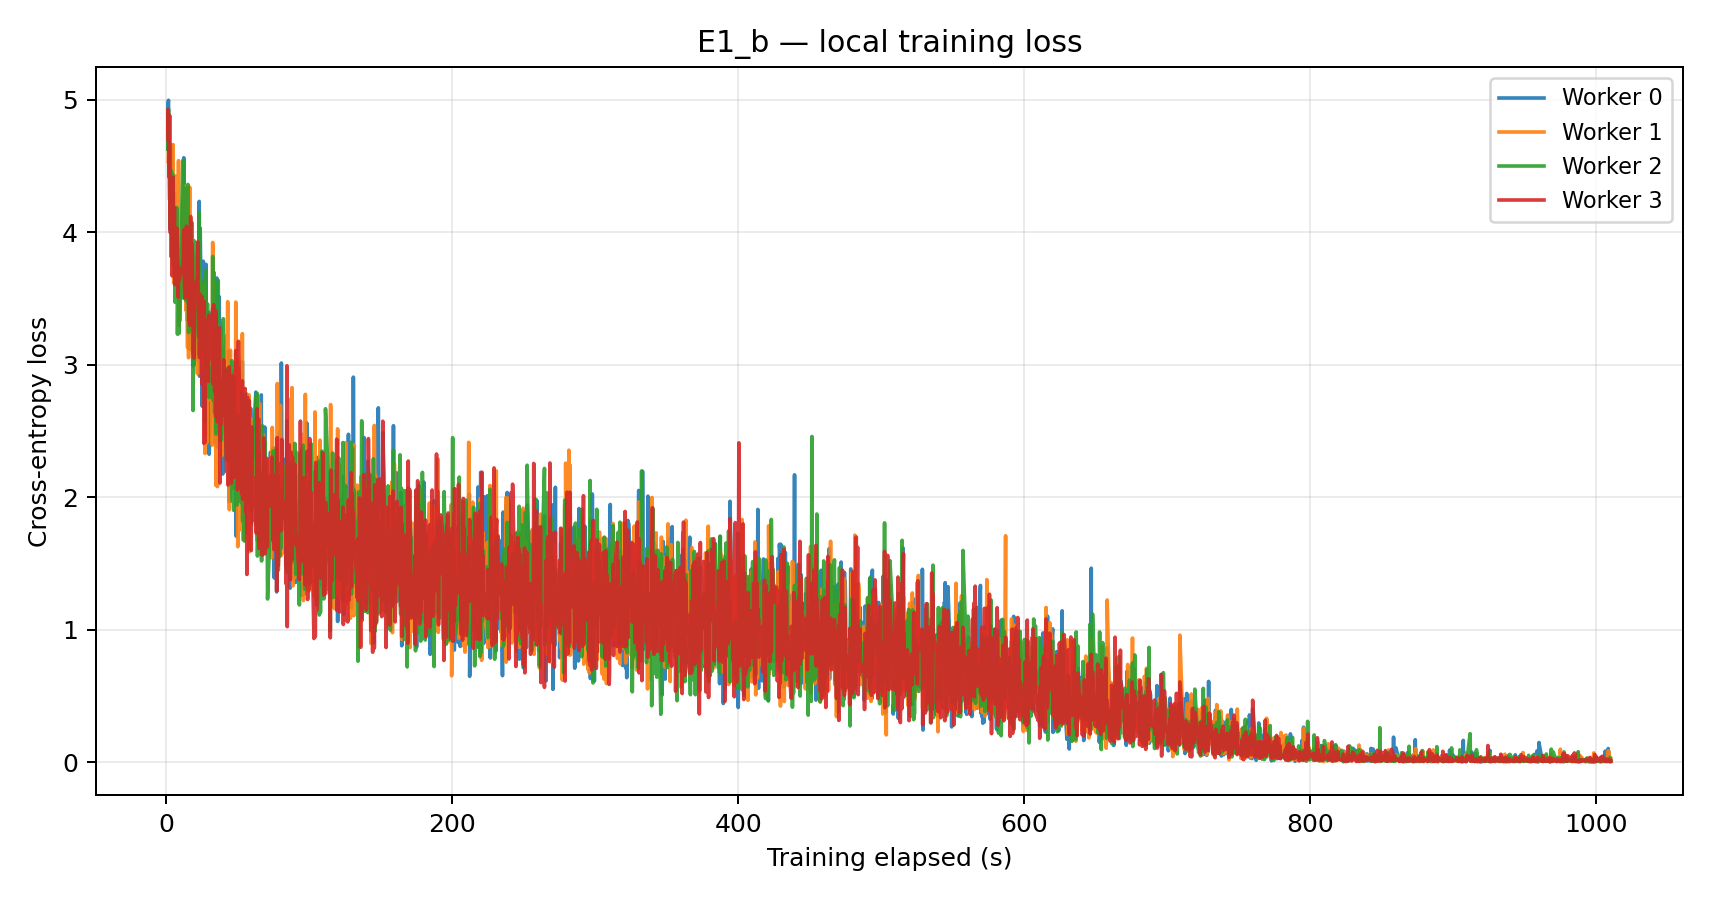 E1_b — local training loss
Cross-entropy loss
5
4
3
2
1
0
Worker 0
Worker 1
Worker 2
Worker 3
0 200 400 600 800 1000
Training elapsed (s)